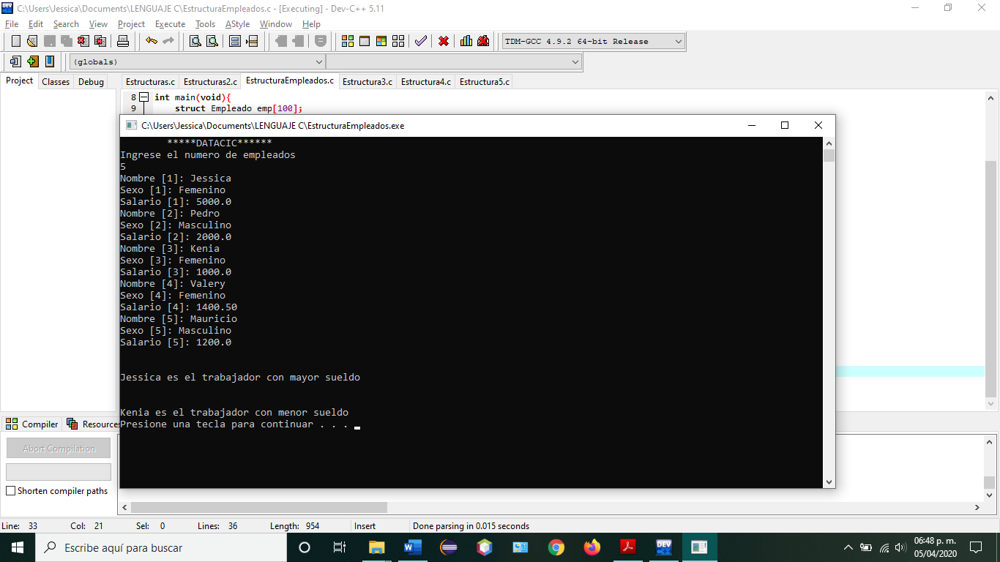 C:\Users\Jessica\Documents\LENGUAJE C\EstructuraEmpleados.c - [Executing] - Dev-C++ 5.11
File Edit Search View Project Execute Tools AStyle Window Help
TDM-GCC 4.9.2 64-bit Release
(globals)
Project Classes Debug
Estructuras.c Estructuras2.c EstructuraEmpleados.c Estructura3.c Estructura4.c Estructura5.c
8 int main(void){
9 struct Empleado emp[100];
C:\Users\Jessica\Documents\LENGUAJE C\EstructuraEmpleados.exe
*****DATACIC******
Ingrese el numero de empleados
5
Nombre [1]: Jessica
Sexo [1]: Femenino
Salario [1]: 5000.0
Nombre [2]: Pedro
Sexo [2]: Masculino
Salario [2]: 2000.0
Nombre [3]: Kenia
Sexo [3]: Femenino
Salario [3]: 1000.0
Nombre [4]: Valery
Sexo [4]: Femenino
Salario [4]: 1400.50
Nombre [5]: Mauricio
Sexo [5]: Masculino
Salario [5]: 1200.0
Jessica es el trabajador con mayor sueldo
Kenia es el trabajador con menor sueldo
Presione una tecla para continuar . . .
Compiler Resources
Abort Compilation
Shorten compiler paths
Line: 33 Col: 21 Sel: 0 Lines: 36 Length: 954 Insert Done parsing in 0.015 seconds
Escribe aquí para buscar
DEV
06:48 p. m.
05/04/2020